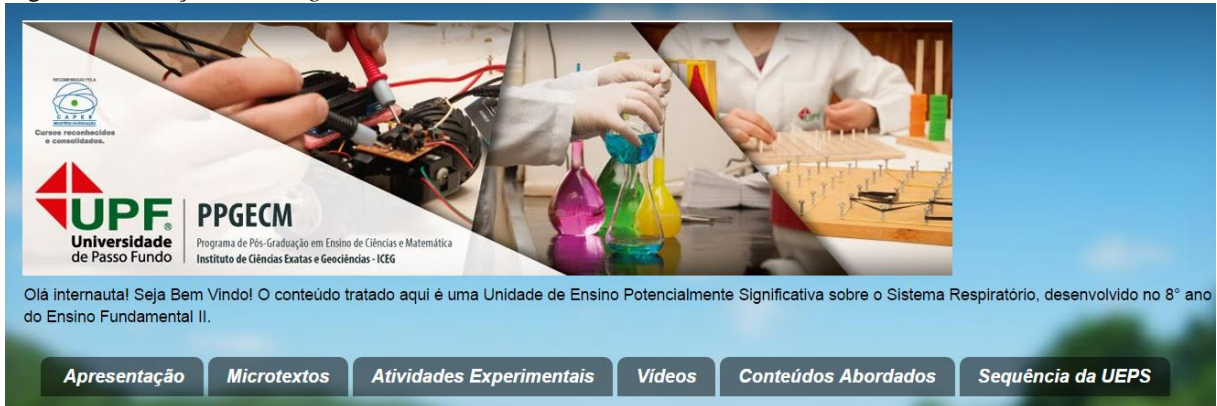 RECOMENDADO PELA
CAPES
Cursos reconhecidos
e consolidados.
UPF®
Universidade
de Passo Fundo
PPGECM
Programa de Pós-Graduação em Ensino de Ciências e Matemática
Instituto de Ciências Exatas e Geociências - ICEG
Olá internauta! Seja Bem Vindo! O conteúdo tratado aqui é uma Unidade de Ensino Potencialmente Significativa sobre o Sistema Respiratório, desenvolvido no 8° ano
do Ensino Fundamental II.
Apresentação Microtextos Atividades Experimentais Vídeos Conteúdos Abordados Sequência da UEPS